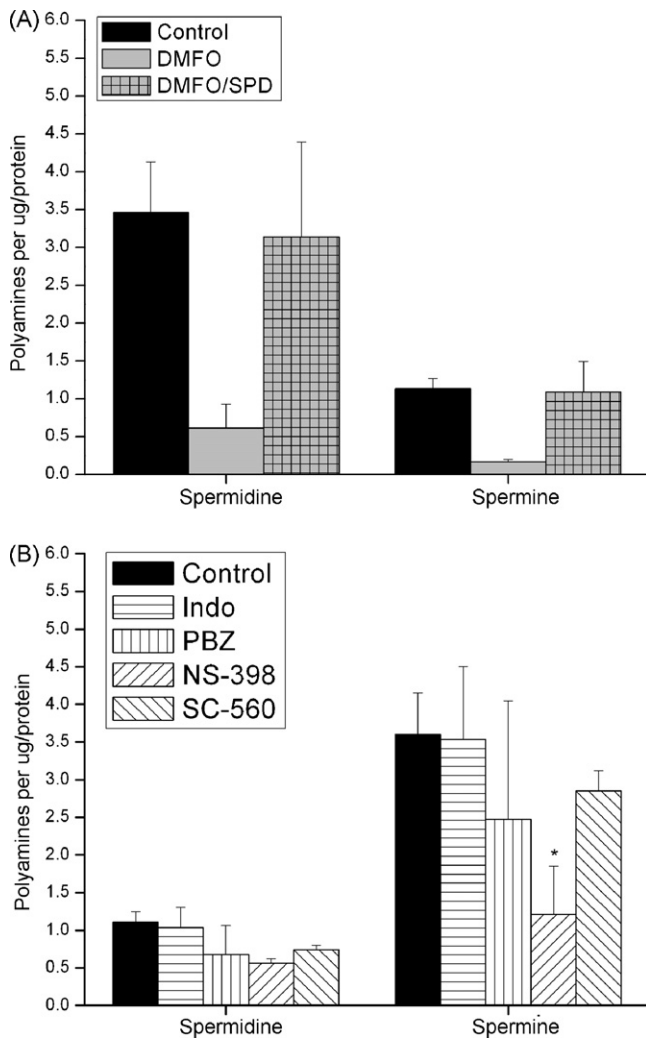 (A)
6.0
5.5
5.0
4.5
4.0
3.5
3.0
2.5
2.0
1.5
1.0
0.5
0.0
Polyamines per ug/protein
Control
DMFO
DMFO/SPD
Spermidine Spermine
(B)
6.0
5.5
5.0
4.5
4.0
3.5
3.0
2.5
2.0
1.5
1.0
0.5
0.0
Polyamines per ug/protein
Control
Indo
PBZ
NS-398
SC-560
*
Spermidine Spermine